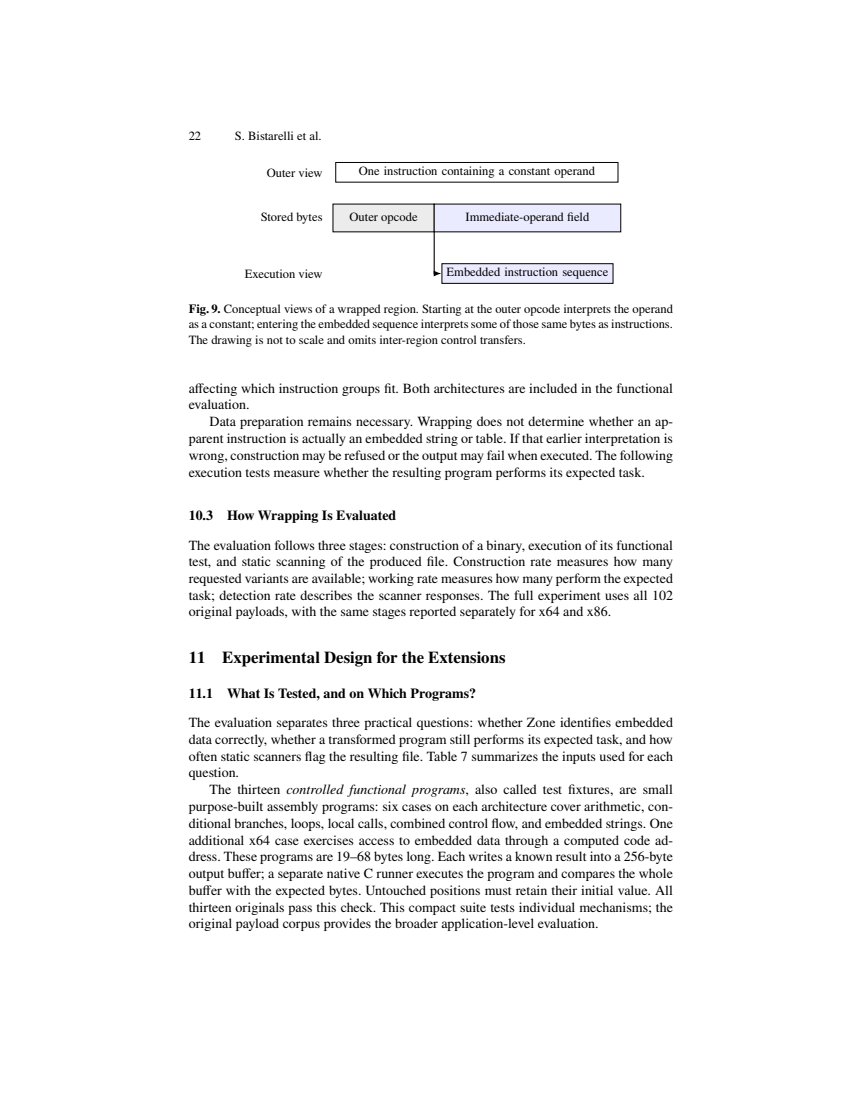 22 S. Bistarelli et al.
Outer view One instruction containing a constant operand
Stored bytes Outer opcode Immediate-operand field
Execution view Embedded instruction sequence
Fig. 9. Conceptual views of a wrapped region. Starting at the outer opcode interprets the operand
as a constant; entering the embedded sequence interprets some of those same bytes as instructions.
The drawing is not to scale and omits inter-region control transfers.
affecting which instruction groups fit. Both architectures are included in the functional
evaluation.
Data preparation remains necessary. Wrapping does not determine whether an ap-
parent instruction is actually an embedded string or table. If that earlier interpretation is
wrong, construction may be refused or the output may fail when executed. The following
execution tests measure whether the resulting program performs its expected task.
10.3 How Wrapping Is Evaluated
The evaluation follows three stages: construction of a binary, execution of its functional
test, and static scanning of the produced file. Construction rate measures how many
requested variants are available; working rate measures how many perform the expected
task; detection rate describes the scanner responses. The full experiment uses all 102
original payloads, with the same stages reported separately for x64 and x86.
11 Experimental Design for the Extensions
11.1 What Is Tested, and on Which Programs?
The evaluation separates three practical questions: whether Zone identifies embedded
data correctly, whether a transformed program still performs its expected task, and how
often static scanners flag the resulting file. Table 7 summarizes the inputs used for each
question.
The thirteen controlled functional programs, also called test fixtures, are small
purpose-built assembly programs: six cases on each architecture cover arithmetic, con-
ditional branches, loops, local calls, combined control flow, and embedded strings. One
additional x64 case exercises access to embedded data through a computed code ad-
dress. These programs are 19–68 bytes long. Each writes a known result into a 256-byte
output buffer; a separate native C runner executes the program and compares the whole
buffer with the expected bytes. Untouched positions must retain their initial value. All
thirteen originals pass this check. This compact suite tests individual mechanisms; the
original payload corpus provides the broader application-level evaluation.